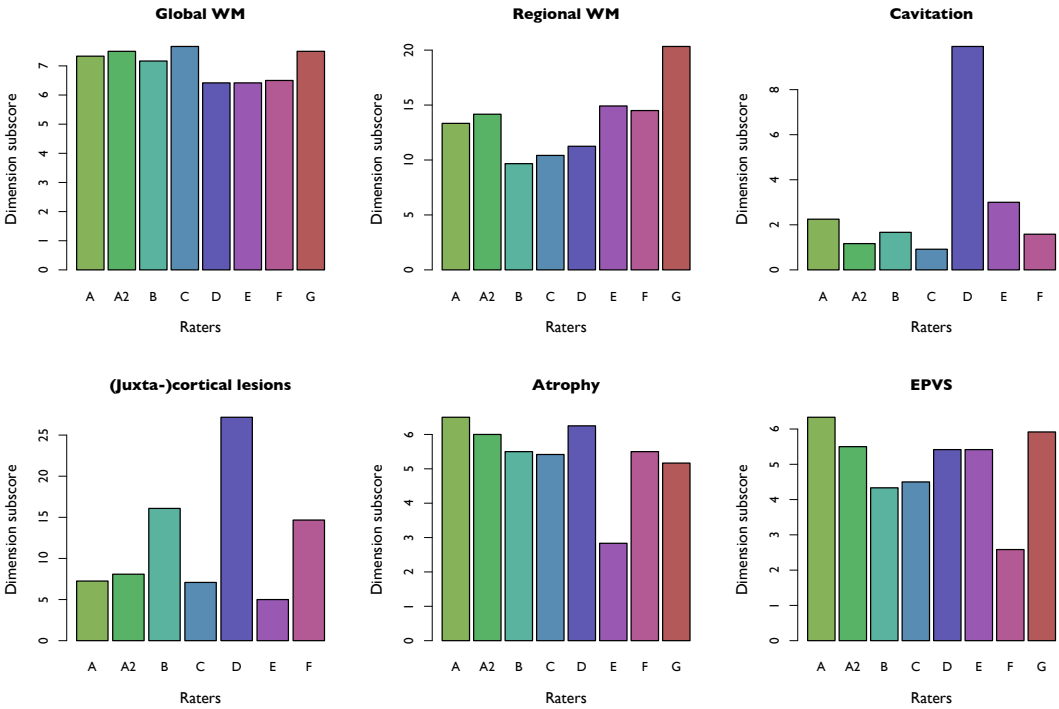 Global WM
Dimension subscore
0 1 2 3 4 5 6 7
A A2 B C D E F G
Raters
Regional WM
Dimension subscore
0 5 10 15 20
A A2 B C D E F G
Raters
Cavitation
Dimension subscore
0 2 4 6 8
A A2 B C D E F
Raters
(Juxta-)cortical lesions
Dimension subscore
0 5 10 15 20 25
A A2 B C D E F
Raters
Atrophy
Dimension subscore
0 1 2 3 4 5 6
A A2 B C D E F G
Raters
EPVS
Dimension subscore
0 1 2 3 4 5 6
A A2 B C D E F G
Raters